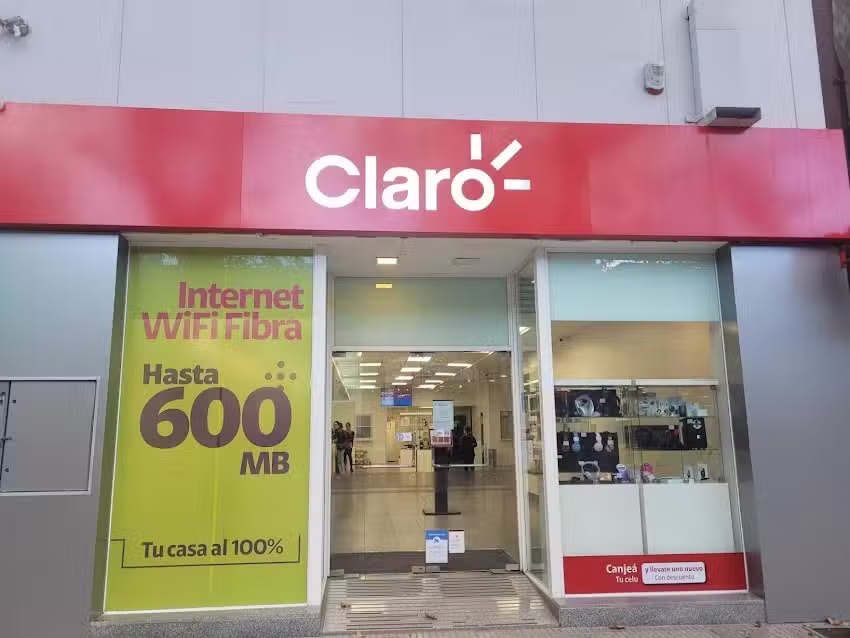 Claro
Internet
WiFi Fibra
Hasta
600
MB
Tu casa al 100%
Canjeá
Tu celu
y llevate uno nuevo
Con descuento